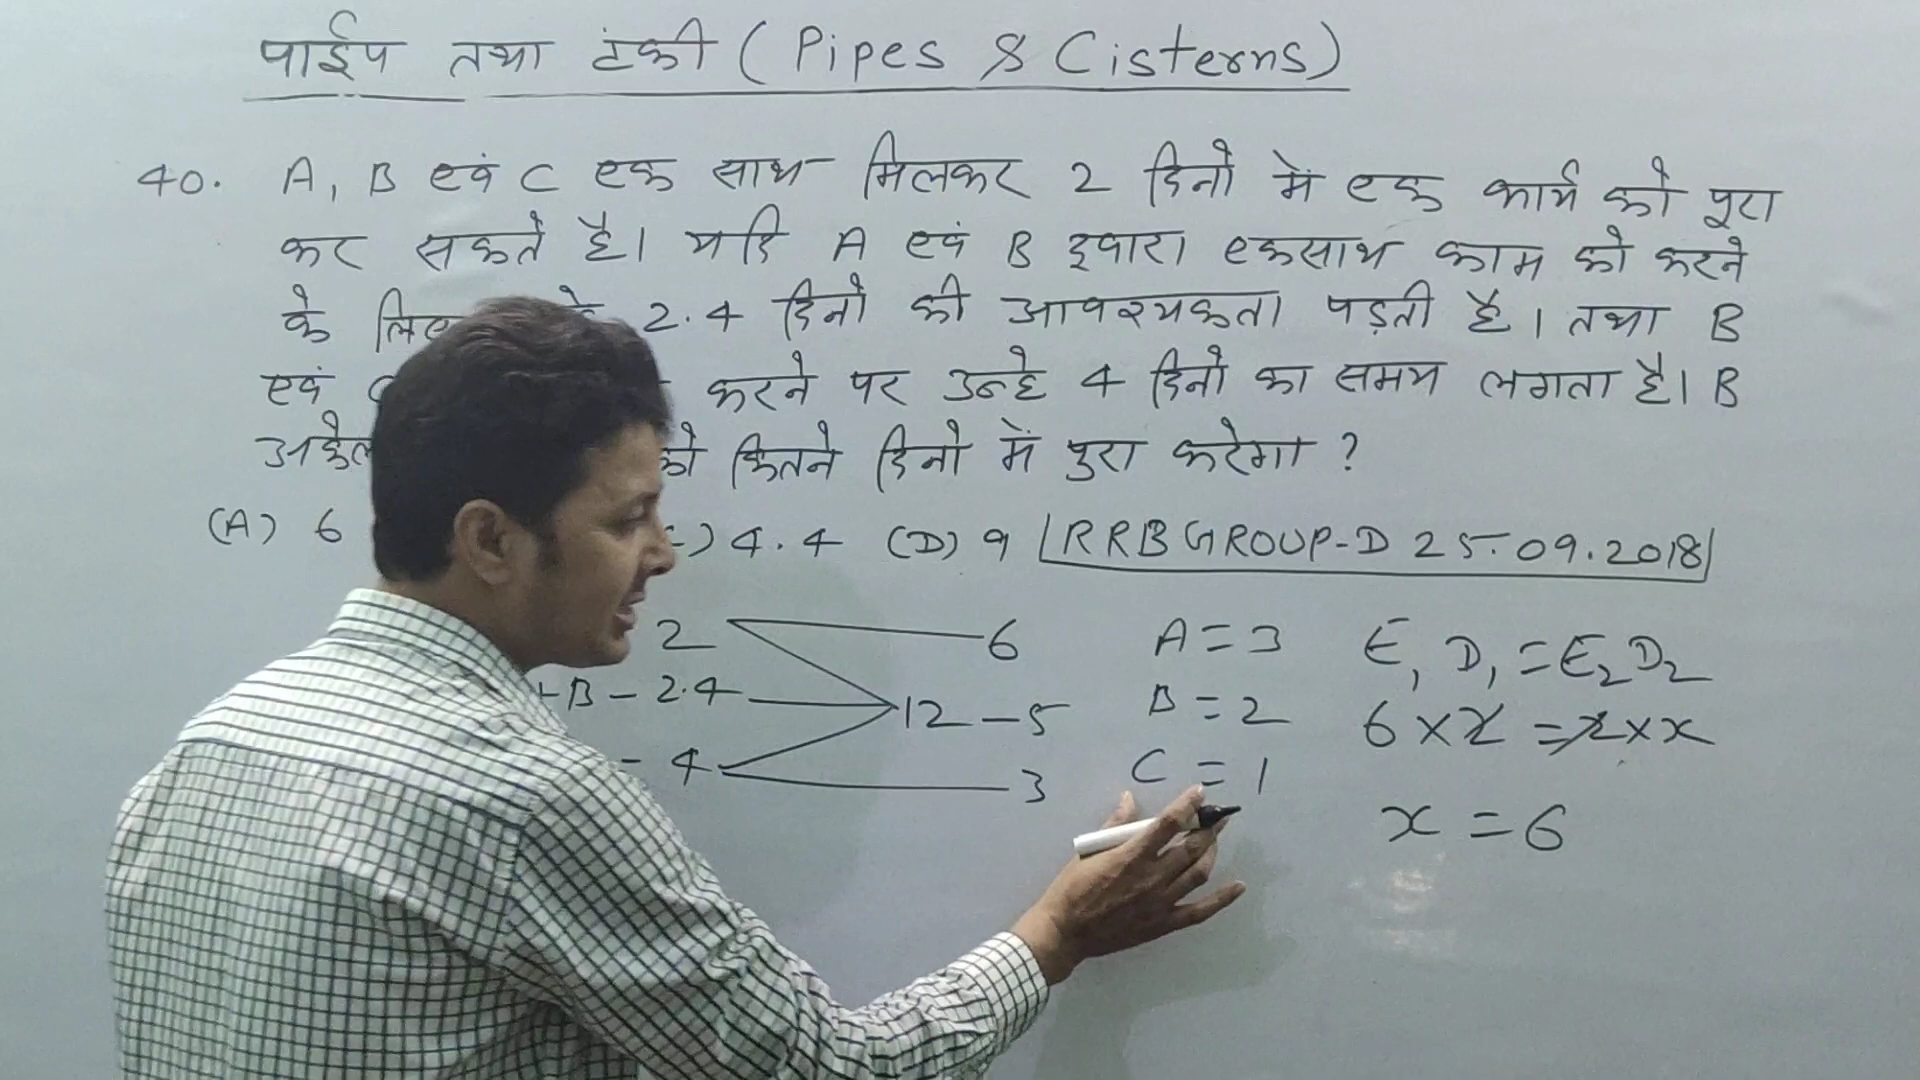 पाईप तथा टंकी (Pipes & Cisterns)
40. A, B एवं C एक साथ मिलकर 2 दिनो में एक कार्य को पूरा
कर सकते है। यदि A एवं B द्वारा एकसाथ काम को करने
के 2.4 दिनो की आवश्यकता पड़ती है। तथा B
एवं करने पर उन्हे 4 दिनो का समय लगता है। B
को कितने दिनो में पुरा करेगा ?
(A) 6 4.4 (D) 9 RRB GROUP-D 25.09.2018
2 6 A = 3 E₁ D₁ = E₂ D₂
+B - 2.4 12 - 5 B = 2 6 × 2 = 2 × x
- 4 3 C = 1
x = 6